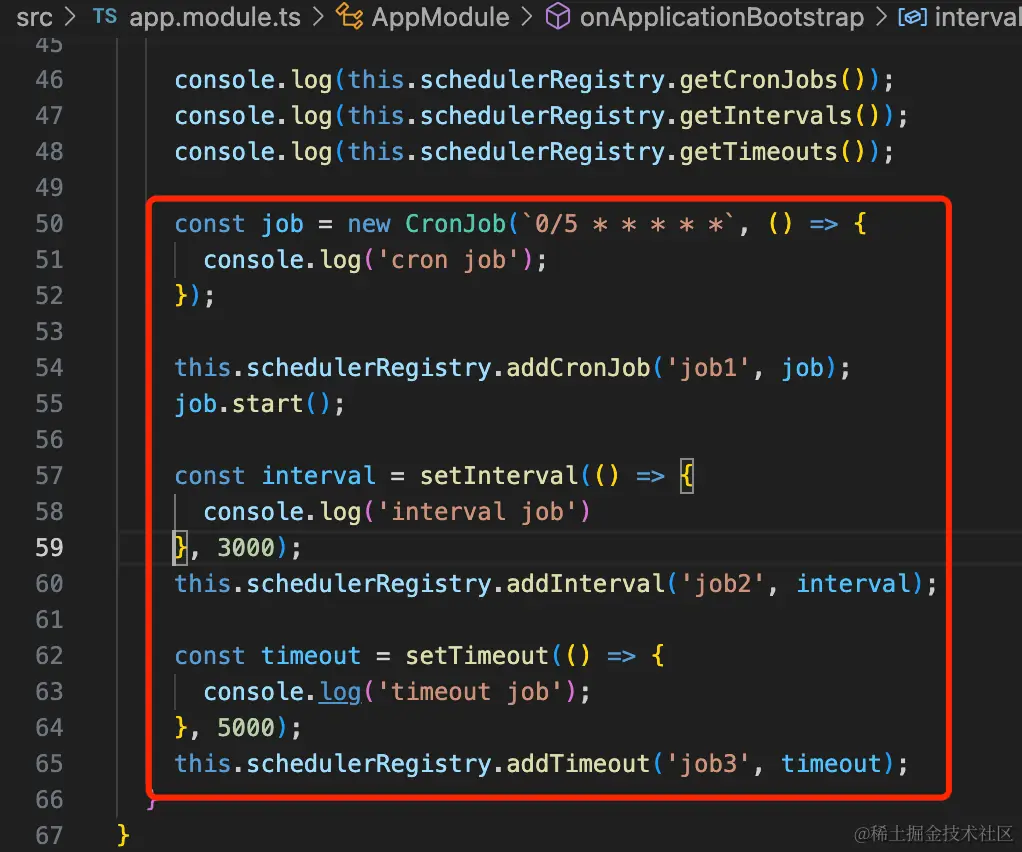 src > TS app.module.ts > AppModule > onApplicationBootstrap > interval
45
46 console.log(this.schedulerRegistry.getCronJobs());
47 console.log(this.schedulerRegistry.getIntervals());
48 console.log(this.schedulerRegistry.getTimeouts());
49
50 const job = new CronJob(`0/5 * * * * *`, () => {
51 console.log('cron job');
52 });
53
54 this.schedulerRegistry.addCronJob('job1', job);
55 job.start();
56
57 const interval = setInterval(() => {
58 console.log('interval job')
59 }, 3000);
60 this.schedulerRegistry.addInterval('job2', interval);
61
62 const timeout = setTimeout(() => {
63 console.log('timeout job');
64 }, 5000);
65 this.schedulerRegistry.addTimeout('job3', timeout);
66 }
67 }
@稀土掘金技术社区